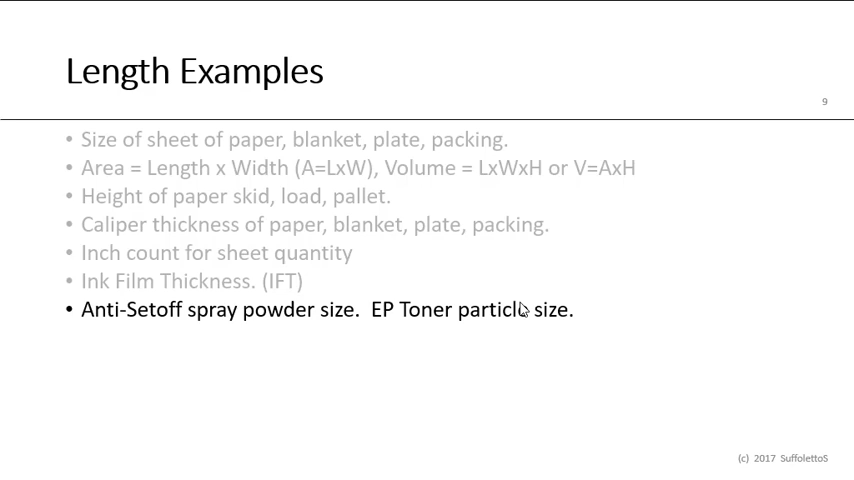 Length Examples
9
• Size of sheet of paper, blanket, plate, packing.
• Area = Length x Width (A=LxW), Volume = LxWxH or V=AxH
• Height of paper skid, load, pallet.
• Caliper thickness of paper, blanket, plate, packing.
• Inch count for sheet quantity
• Ink Film Thickness. (IFT)
• Anti-Setoff spray powder size.  EP Toner particle size.
(c) 2017 SuffolettoS